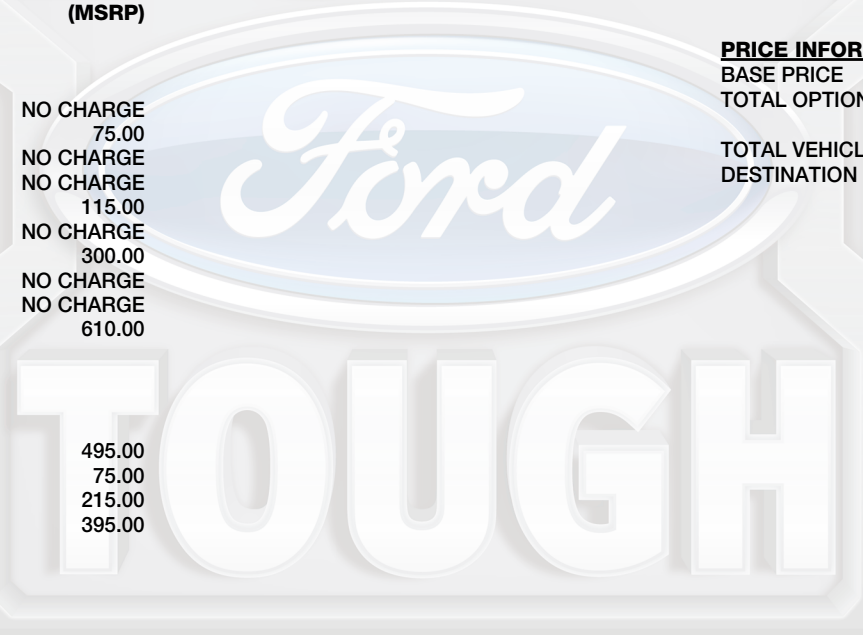 (MSRP)
NO CHARGE
75.00
NO CHARGE
NO CHARGE
115.00
NO CHARGE
300.00
NO CHARGE
NO CHARGE
610.00
495.00
75.00
215.00
395.00
PRICE INFOR
BASE PRICE
TOTAL OPTION
TOTAL VEHICL
DESTINATION
Ford
TOUGH